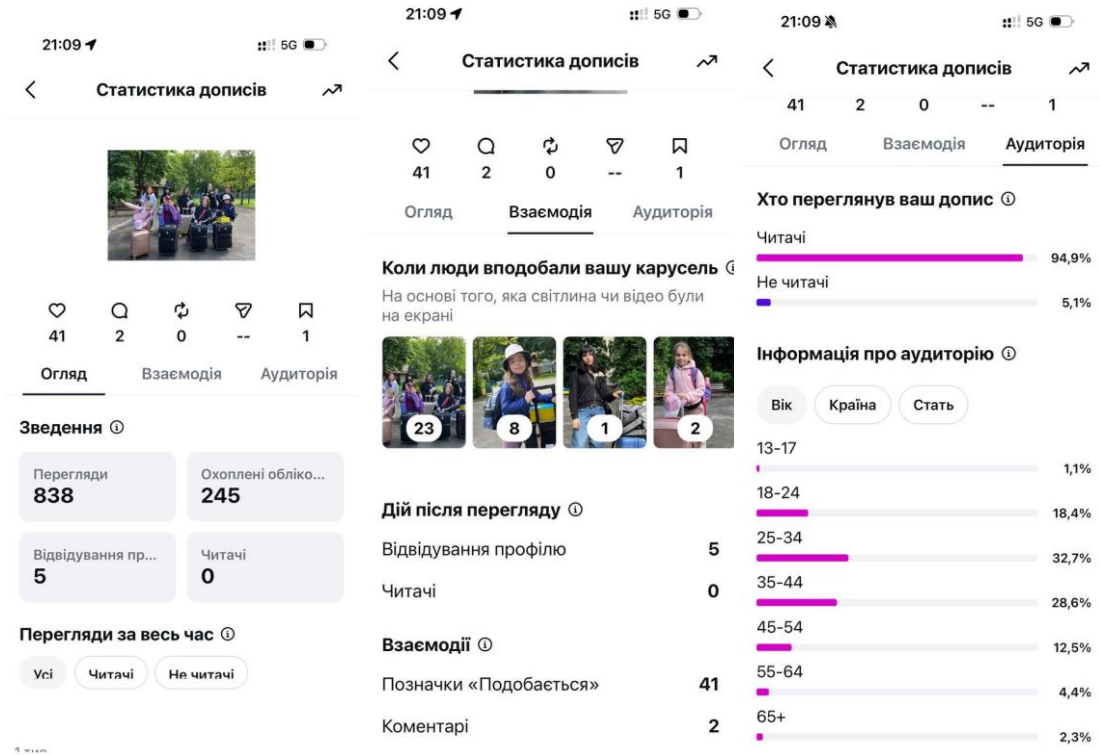 21:09
5G
Статистика дописів
41
2
0
--
1
Огляд
Взаємодія
Аудиторія
Зведення
Перегляди
838
Охоплені обліко...
245
Відвідування пр...
5
Читачі
0
Перегляди за весь час
Усі
Читачі
Не читачі
1 тис
21:09
5G
Статистика дописів
41
2
0
--
1
Огляд
Взаємодія
Аудиторія
Коли люди вподобали вашу карусель
На основі того, яка світлина чи відео були
на екрані
23
8
1
2
Дій після перегляду
Відвідування профілю 5
Читачі 0
Взаємодії
Позначки «Подобається» 41
Коментарі 2
21:09
5G
Статистика дописів
41
2
0
--
1
Огляд
Взаємодія
Аудиторія
Хто переглянув ваш допис
Читачі
94,9%
Не читачі
5,1%
Інформація про аудиторію
Вік
Країна
Стать
13-17
1,1%
18-24
18,4%
25-34
32,7%
35-44
28,6%
45-54
12,5%
55-64
4,4%
65+
2,3%